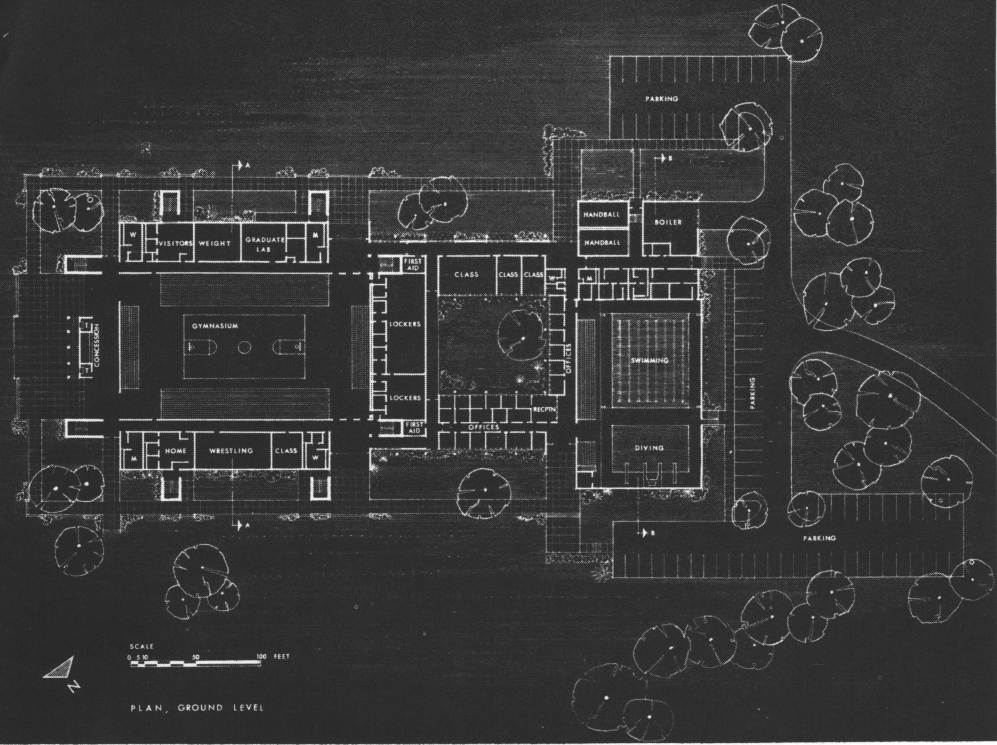 PARKING
A
B
HANDBALL
BOILER
W
VISITORS
WEIGHT
GRADUATE
LAB
M
HANDBALL
FIRST
AID
CLASS
CLASS
CLASS
W
M
T
CONCESSION
GYMNASIUM
LOCKERS
OFFICES
SWIMMING
T
PARKING
LOCKERS
RECPTN
OFFICES
FIRST
AID
M
HOME
WRESTLING
CLASS
W
DIVING
A
B
PARKING
SCALE
0 5 10 50 100 FEET
N
PLAN, GROUND LEVEL